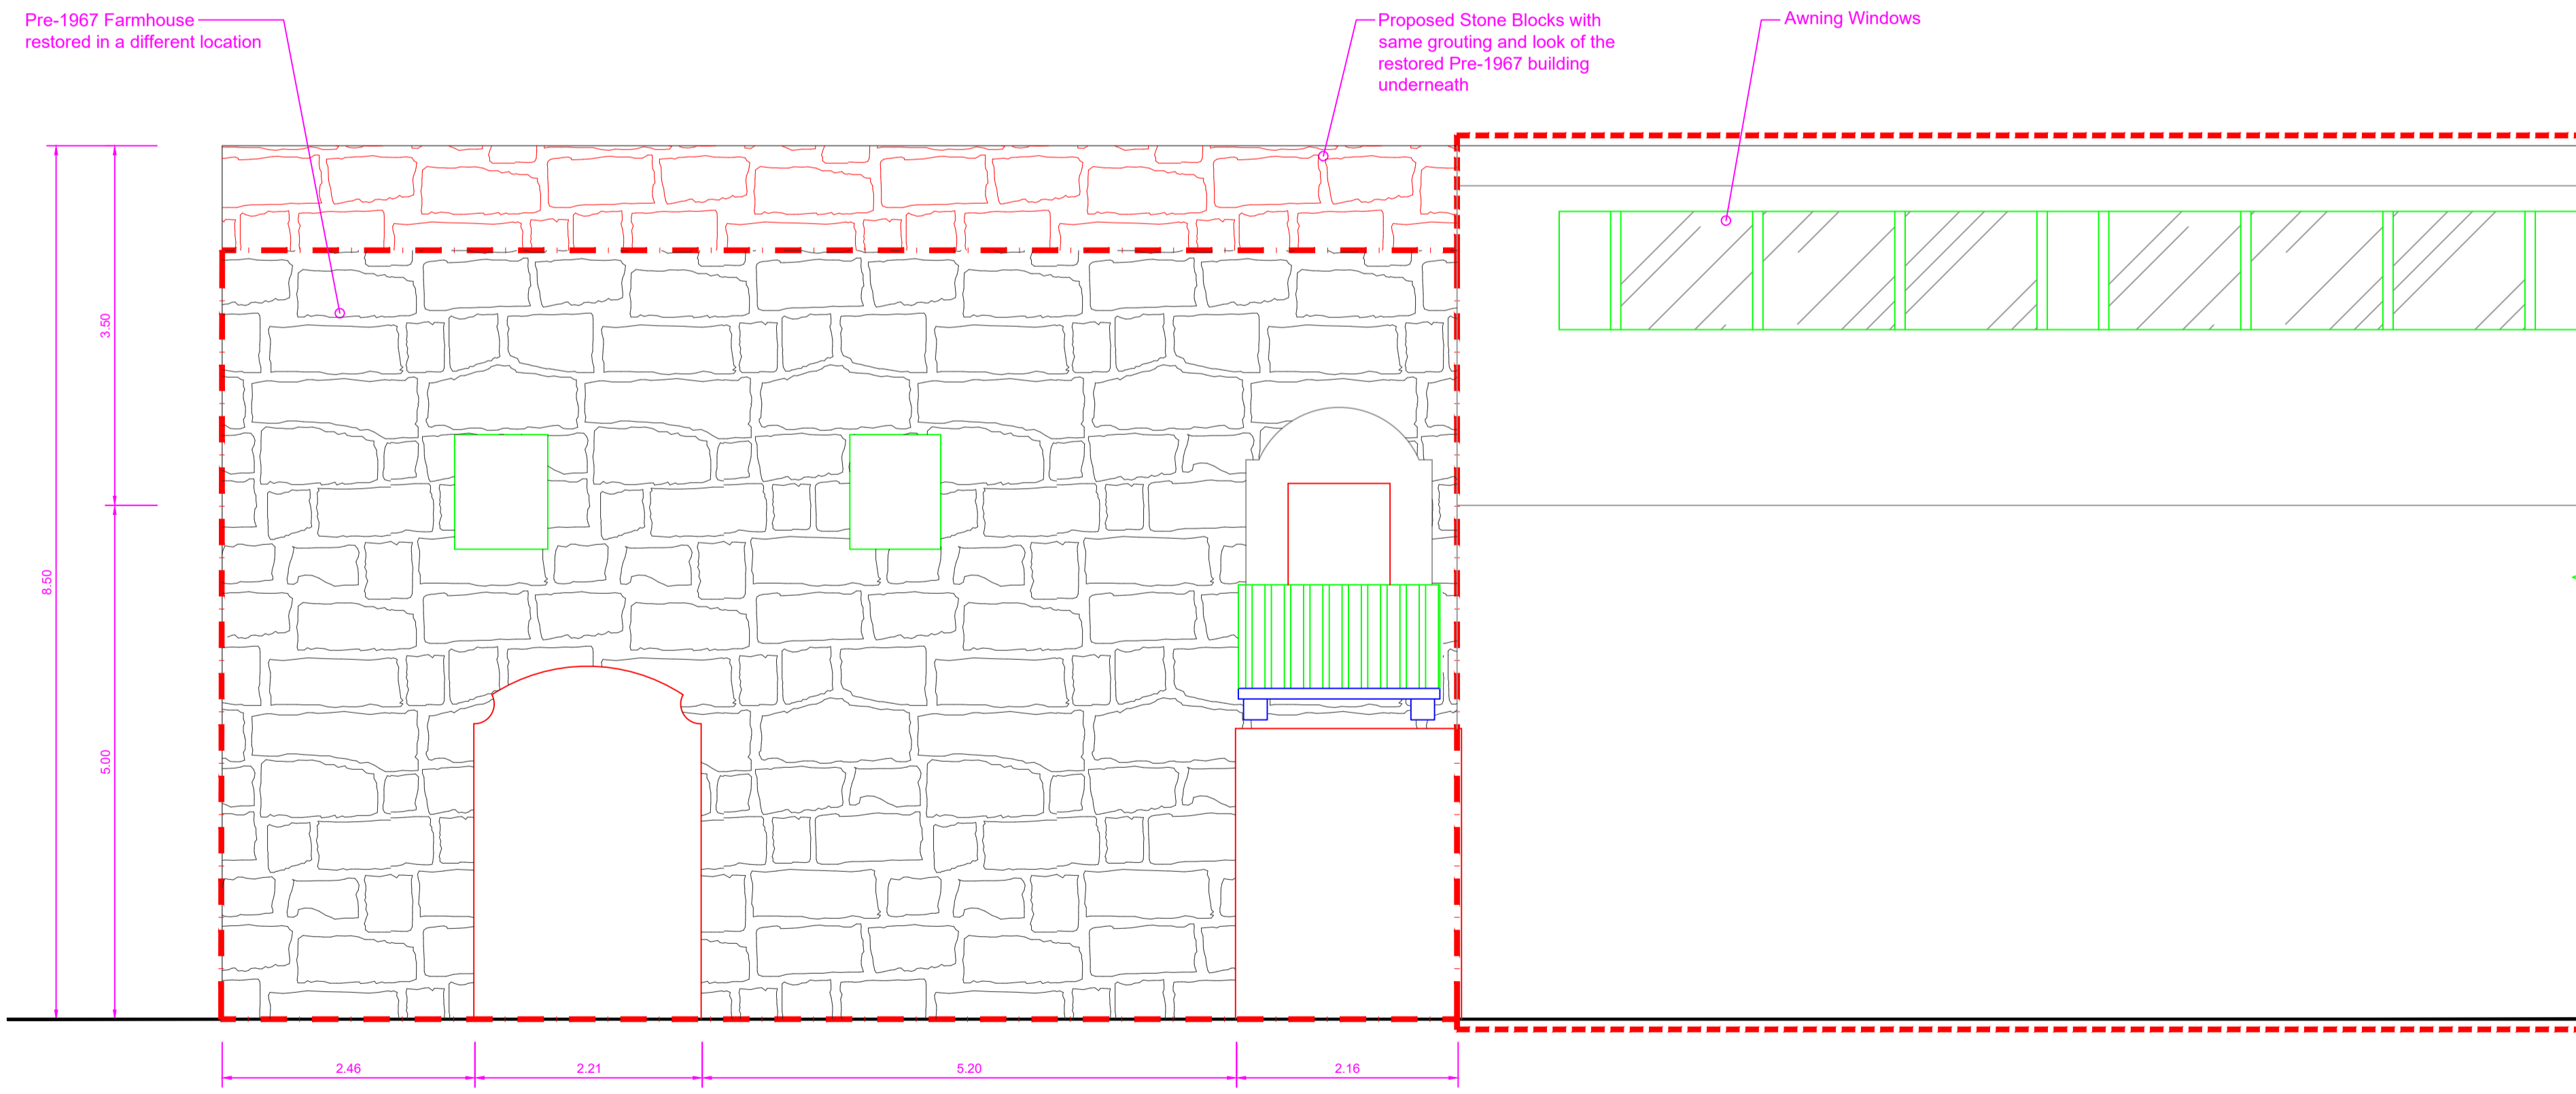 Pre-1967 Farmhouse
restored in a different location
Proposed Stone Blocks with
same grouting and look of the
restored Pre-1967 building
underneath
Awning Windows
3.50
8.50
5.00
2.46
2.21
5.20
2.16